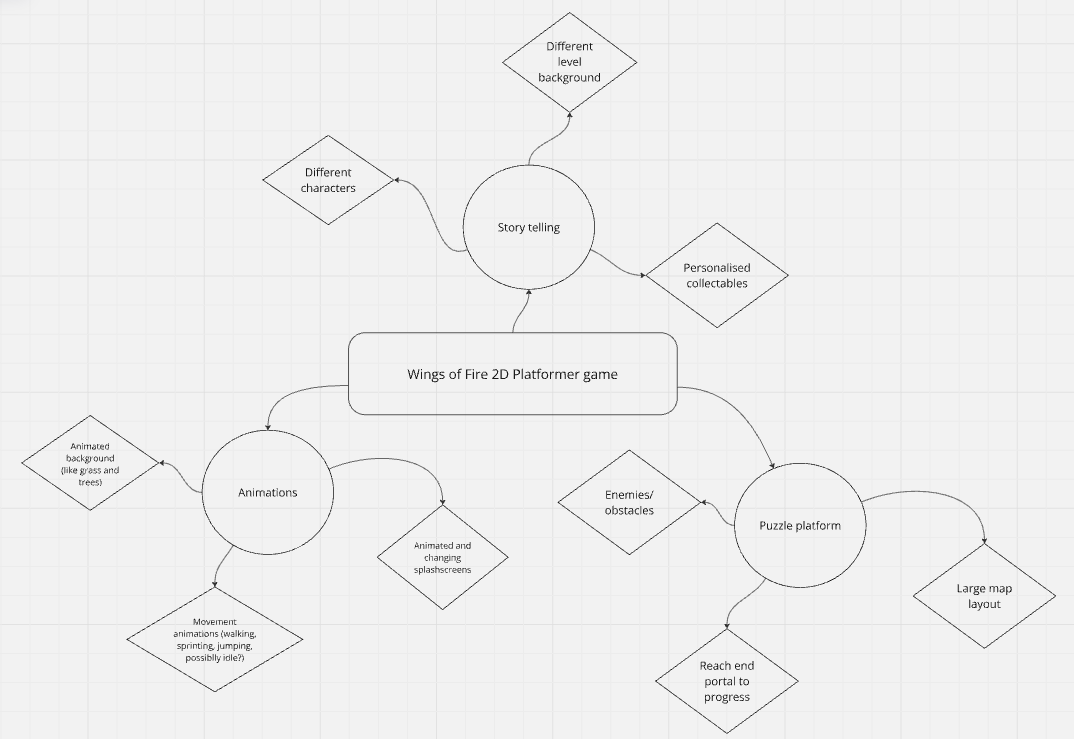 Different
level
background
Different
characters
Story telling
Personalised
collectables
Wings of Fire 2D Platformer game
Animated
background
(like grass and
trees)
Animations
Animated and
changing
splashscreens
Movement
animations (walking,
sprinting, jumping,
possiblly idle?)
Enemies/
obstacles
Puzzle platform
Large map
layout
Reach end
portal to
progress